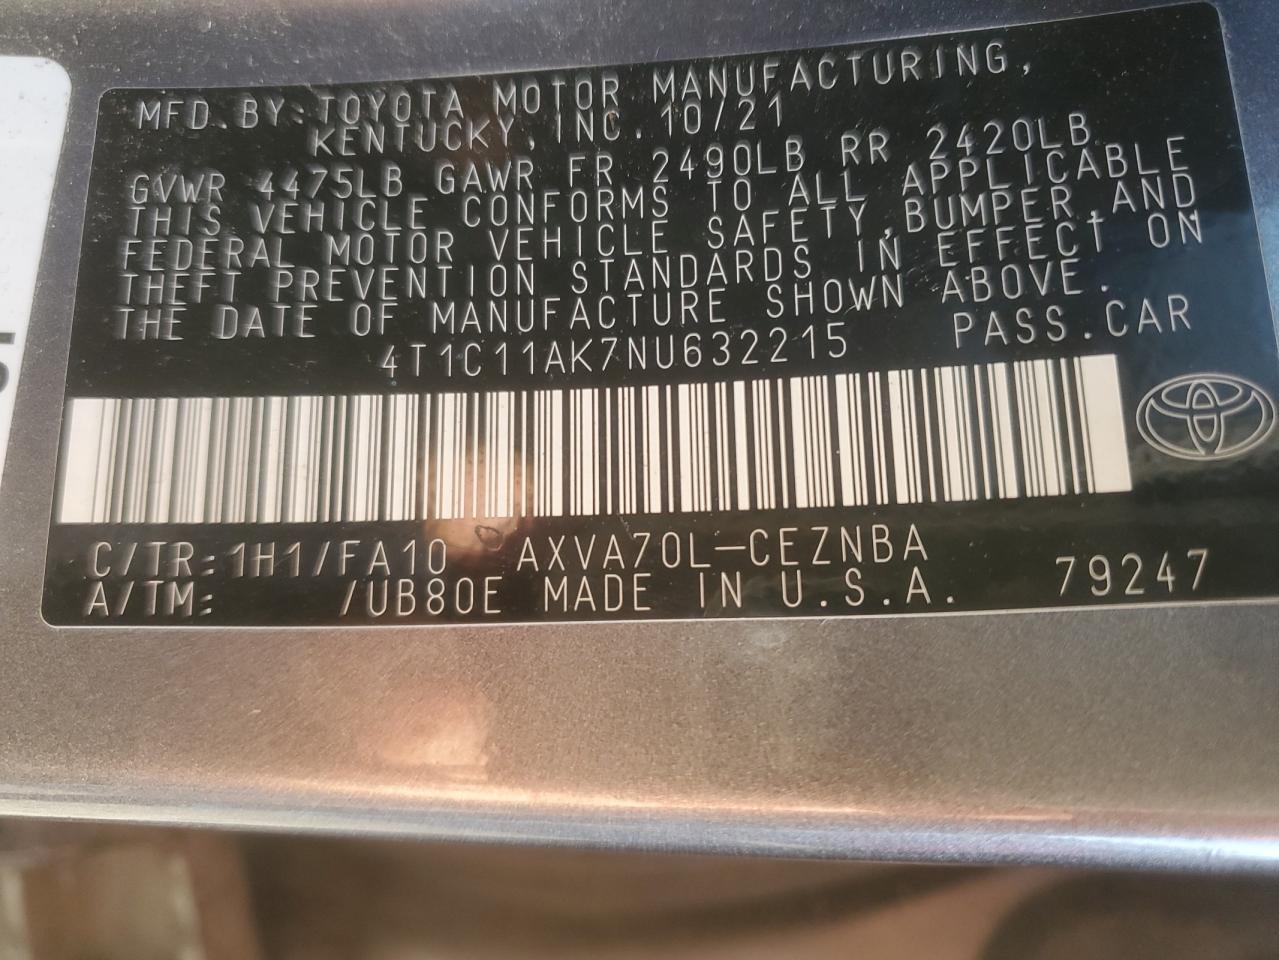 MFD. BY: TOYOTA MOTOR MANUFACTURING,
KENTUCKY, INC. 10/21
GVWR 4475LB GAWR FR 2490LB RR 2420LB
THIS VEHICLE CONFORMS TO ALL APPLICABLE
FEDERAL MOTOR VEHICLE SAFETY, BUMPER, AND
THEFT PREVENTION STANDARDS IN EFFECT ON
THE DATE OF MANUFACTURE SHOWN ABOVE.
4T1C11AK7NU632215 PASS.CAR
C/TR:1H1/FA10 AXVA70L-CEZNBA
A/TM: /UB80E MADE IN U.S.A. 79247